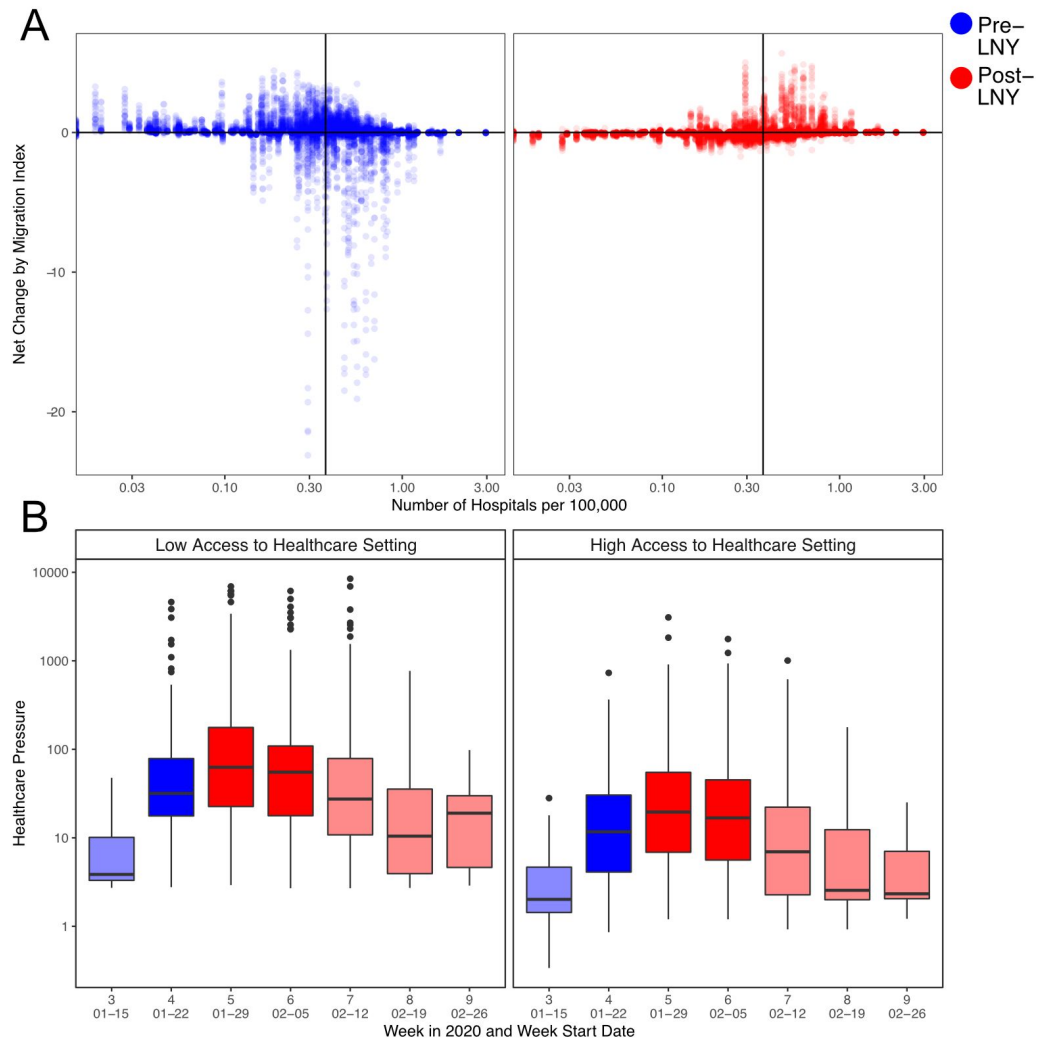 A
Pre–
LNY
Post–
LNY
Net Change by Migration Index
0
−10
−20
0.03 0.10 0.30 1.00 3.00
0.03 0.10 0.30 1.00 3.00
Number of Hospitals per 100,000
B
Low Access to Healthcare Setting
High Access to Healthcare Setting
Healthcare Pressure
10000
1000
100
10
1
3 4 5 6 7 8 9
01–15 01–22 01–29 02–05 02–12 02–19 02–26
3 4 5 6 7 8 9
01–15 01–22 01–29 02–05 02–12 02–19 02–26
Week in 2020 and Week Start Date